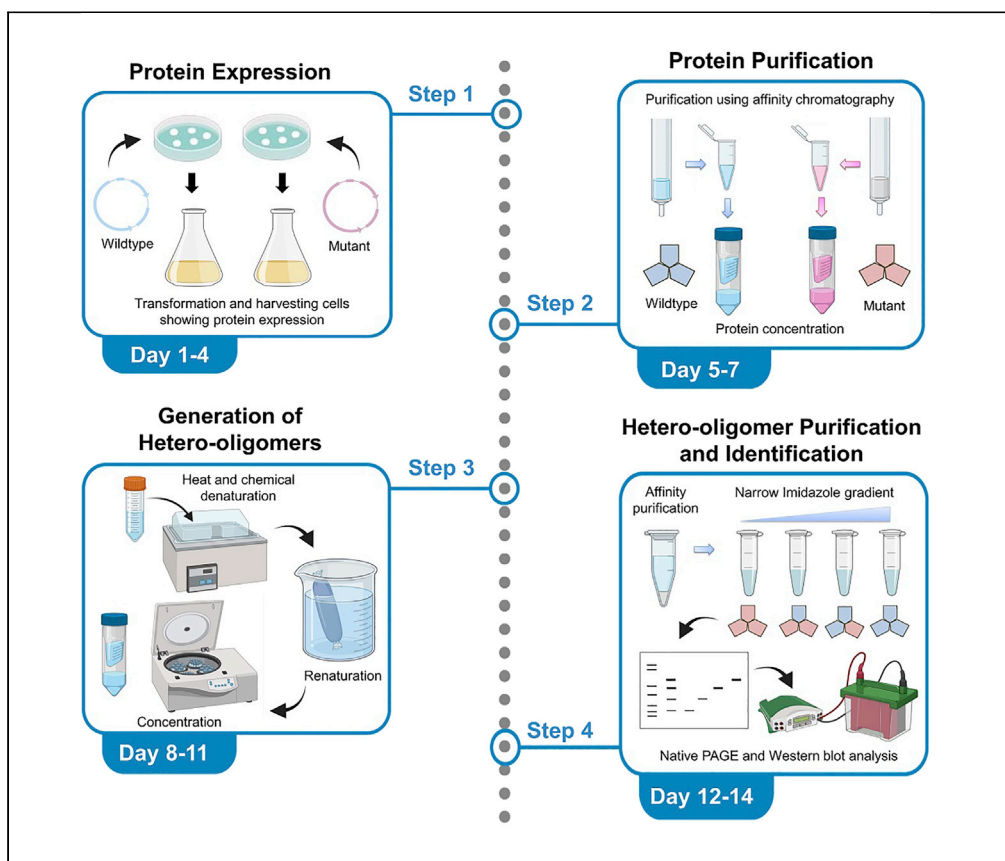 Protein Expression
Step 1
Wildtype
Mutant
Transformation and harvesting cells
showing protein expression
Day 1-4
Protein Purification
Purification using affinity chromatography
Step 2
Wildtype
Mutant
Protein concentration
Day 5-7
Generation of
Hetero-oligomers
Step 3
Heat and chemical
denaturation
Renaturation
Concentration
Day 8-11
Hetero-oligomer Purification
and Identification
Step 4
Affinity
purification
Narrow Imidazole gradient
Native PAGE and Western blot analysis
Day 12-14